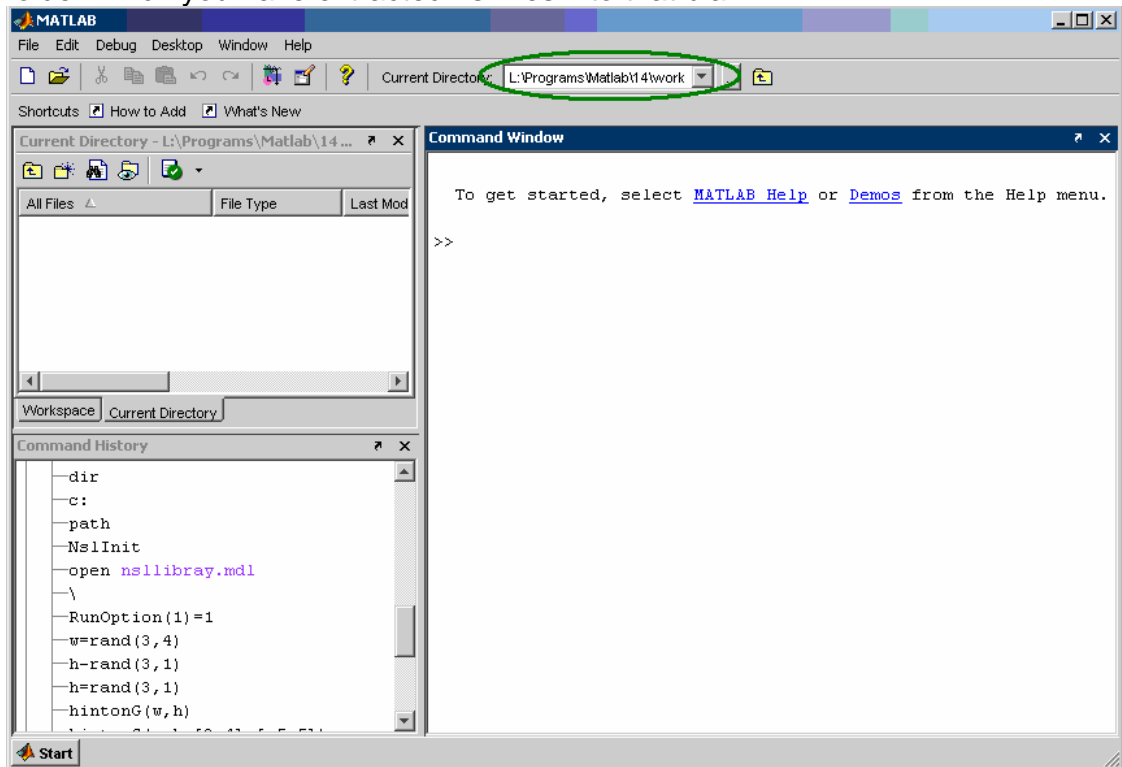 MATLAB
File Edit Debug Desktop Window Help
Current Directory: L:\Programs\Matlab\14\work
Shortcuts How to Add What's New
Current Directory - L:\Programs\Matlab\14...
All Files File Type Last Mod
Workspace Current Directory
Command History
dir
c:
path
NslInit
open nsllibray.mdl
\
RunOption(1)=1
w=rand(3,4)
h-rand(3,1)
h=rand(3,1)
hintonG(w,h)
Command Window
To get started, select MATLAB Help or Demos from the Help menu.
>>
Start